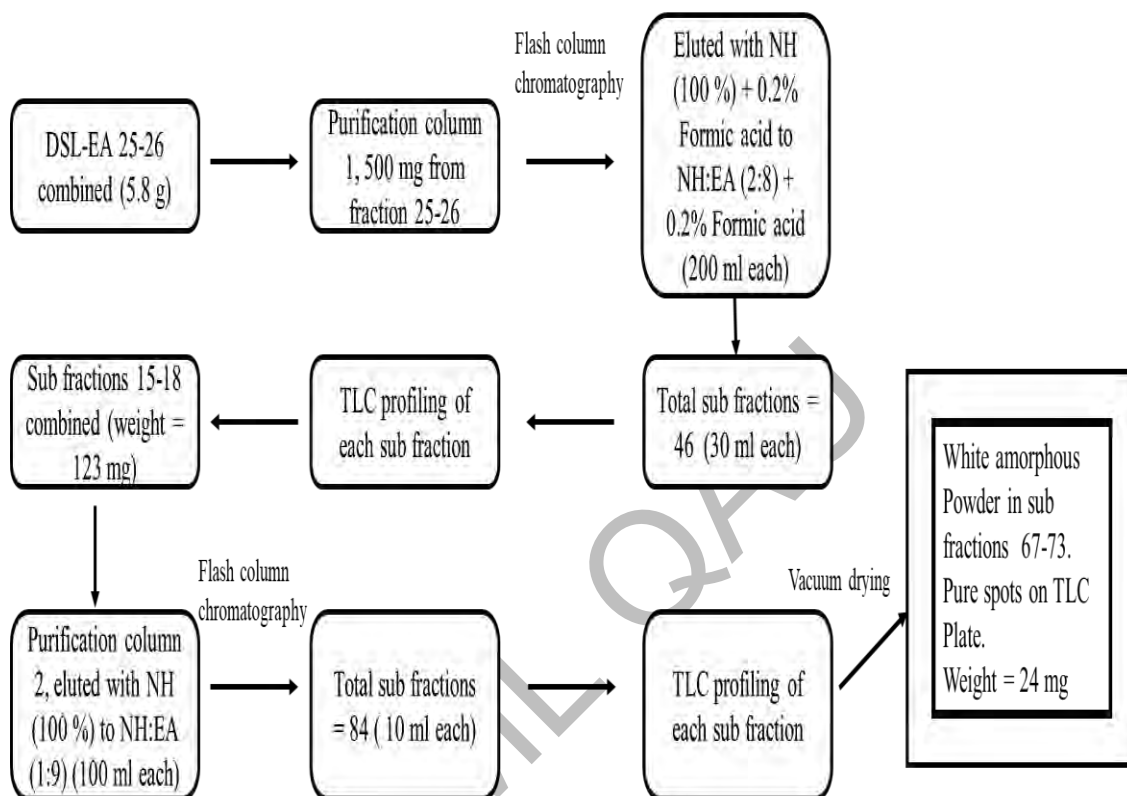 DSL-EA 25-26
combined (5.8 g)
Purification column
1, 500 mg from
fraction 25-26
Flash column
chromatography
Eluted with NH
(100 %) + 0.2%
Formic acid to
NH:EA (2:8) +
0.2% Formic acid
(200 ml each)
Total sub fractions =
46 (30 ml each)
TLC profiling of
each sub fraction
Sub fractions 15-18
combined (weight =
123 mg)
Purification column
2, eluted with NH
(100 %) to NH:EA
(1:9) (100 ml each)
Flash column
chromatography
Total sub fractions
= 84 ( 10 ml each)
TLC profiling of
each sub fraction
Vacuum drying
White amorphous
Powder in sub
fractions 67-73.
Pure spots on TLC
Plate.
Weight = 24 mg
QAU